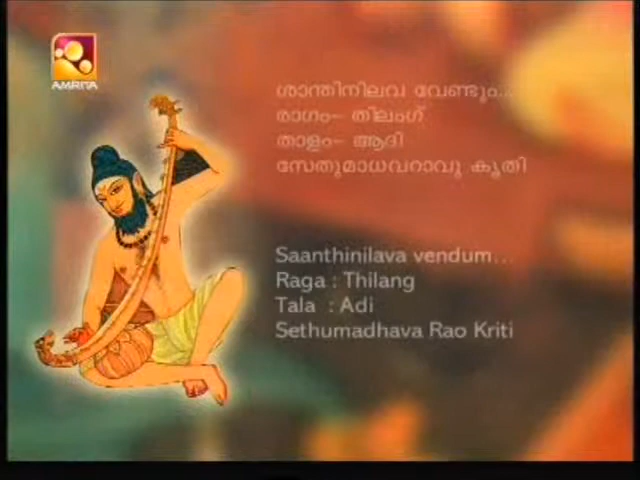 AMRITA
ശാന്തിനിലവ വേണ്ടും...
രാഗം- തിലംഗ്
താളം- ആദി
സേതുമാധവറാവു കൃതി
Saanthinilava vendum...
Raga : Thilang
Tala : Adi
Sethumadhava Rao Kriti